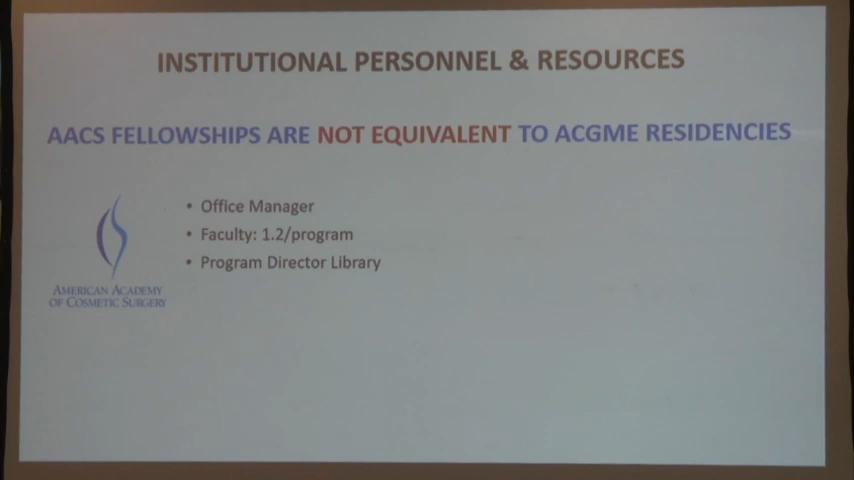 INSTITUTIONAL PERSONNEL & RESOURCES
AACS FELLOWSHIPS ARE NOT EQUIVALENT TO ACGME RESIDENCIES
• Office Manager
• Faculty: 1.2/program
• Program Director Library
AMERICAN ACADEMY
OF COSMETIC SURGERY